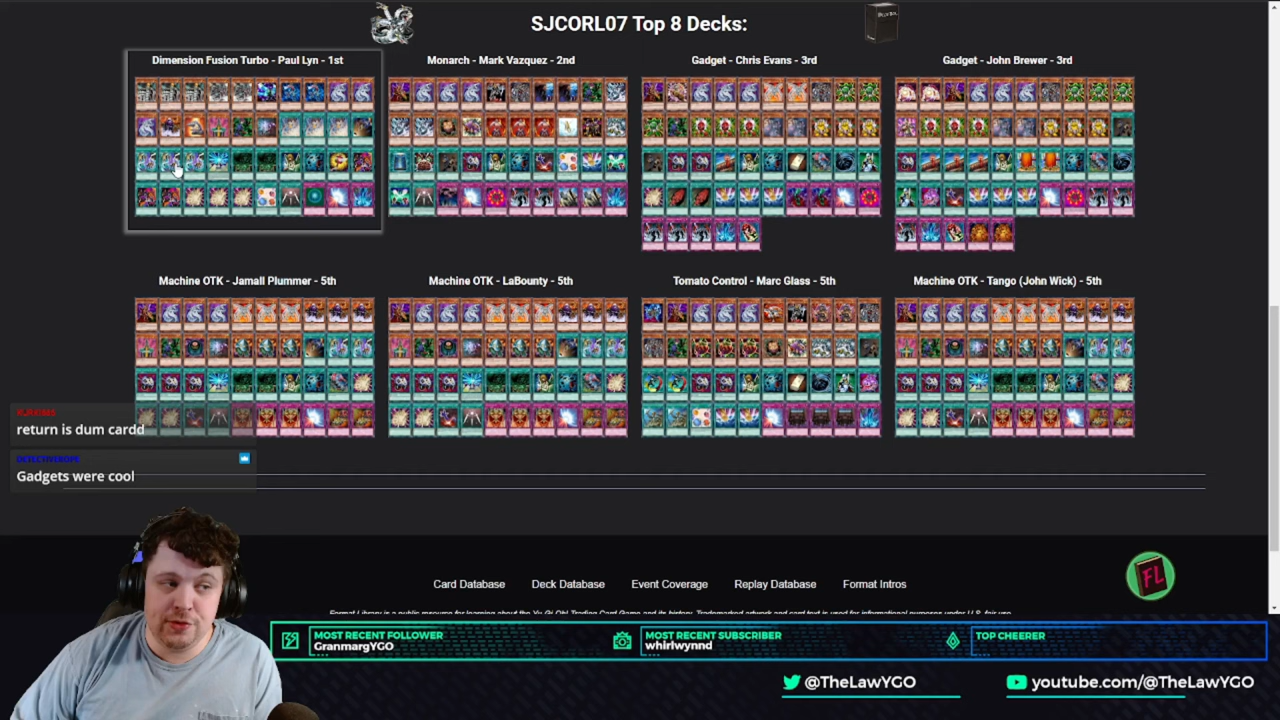 SJCORL07 Top 8 Decks:
Dimension Fusion Turbo - Paul Lyn - 1st
Monarch - Mark Vazquez - 2nd
Gadget - Chris Evans - 3rd
Gadget - John Brewer - 3rd
Machine OTK - Jamall Plummer - 5th
Machine OTK - LaBounty - 5th
Tomato Control - Marc Glass - 5th
Machine OTK - Tango (John Wick) - 5th
return is dum cardd
Gadgets were cool
Card Database
Deck Database
Event Coverage
Replay Database
Format Intros
FL
MOST RECENT FOLLOWER
GranmargYGO
MOST RECENT SUBSCRIBER
whirlwynnd
TOP CHEERER
@TheLawYGO
youtube.com/@TheLawYGO